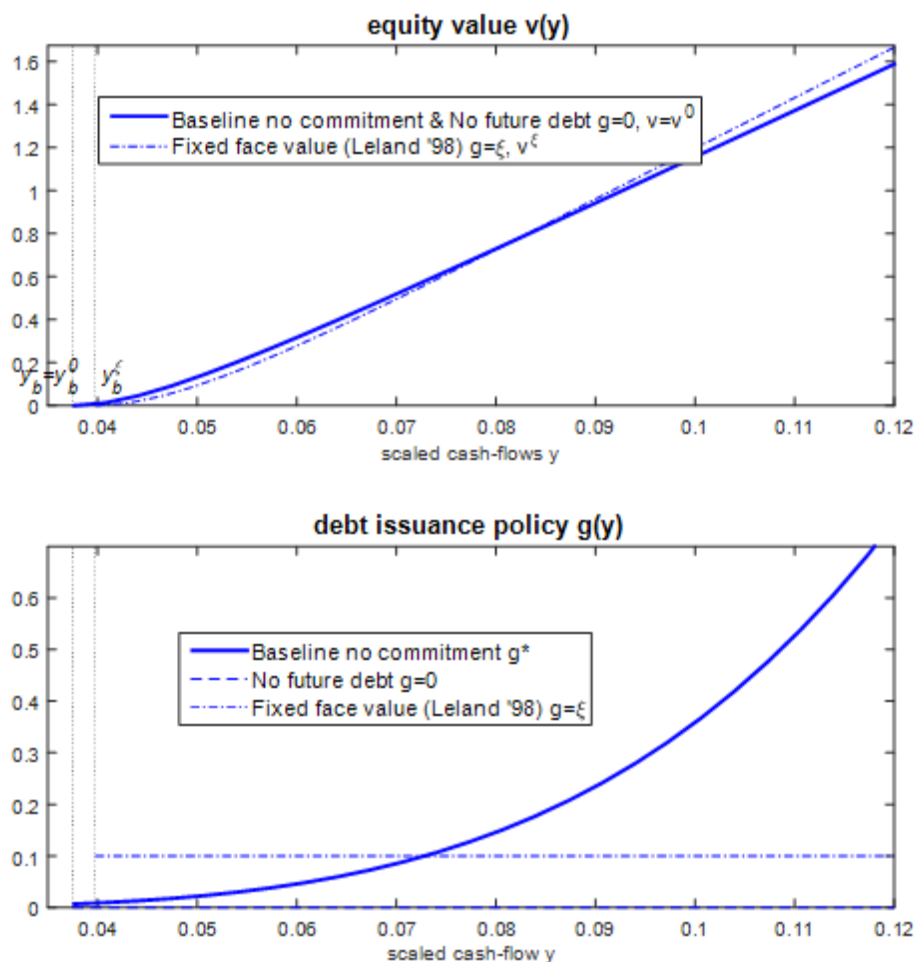 equity value v(y)
1.6
1.4
1.2
1
0.8
0.6
0.4
0.2
0
Baseline no commitment & No future debt g=0, v=v^0
Fixed face value (Leland '98) g=ξ, v^ξ
y_b=y_b^0 y_b^ξ
0.04 0.05 0.06 0.07 0.08 0.09 0.1 0.11 0.12
scaled cash-flows y
debt issuance policy g(y)
0.6
0.5
0.4
0.3
0.2
0.1
0
Baseline no commitment g*
No future debt g=0
Fixed face value (Leland '98) g=ξ
0.04 0.05 0.06 0.07 0.08 0.09 0.1 0.11 0.12
scaled cash-flow y